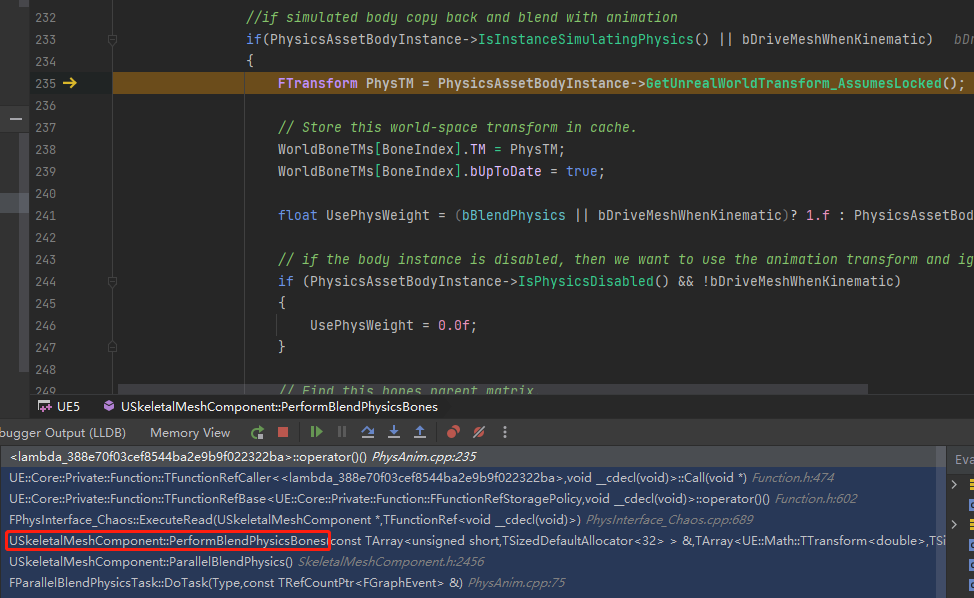 232 //if simulated body copy back and blend with animation
233 if(PhysicsAssetBodyInstance->IsInstanceSimulatingPhysics() || bDriveMeshWhenKinematic) bDr
234 {
235 FTransform PhysTM = PhysicsAssetBodyInstance->GetUnrealWorldTransform_AssumesLocked();
236
237 // Store this world-space transform in cache.
238 WorldBoneTMs[BoneIndex].TM = PhysTM;
239 WorldBoneTMs[BoneIndex].bUpToDate = true;
240
241 float UsePhysWeight = (bBlendPhysics || bDriveMeshWhenKinematic)? 1.f : PhysicsAssetBod
242
243 // if the body instance is disabled, then we want to use the animation transform and ig
244 if (PhysicsAssetBodyInstance->IsPhysicsDisabled() && !bDriveMeshWhenKinematic)
245 {
246 UsePhysWeight = 0.0f;
247 }
248
249 // Find this bones parent matrix
UE5 USkeletalMeshComponent::PerformBlendPhysicsBones
bugger Output (LLDB) Memory View
<lambda_388e70f03cef8544ba2e9b9f022322ba>::operator()() PhysAnim.cpp:235
UE::Core::Private::Function::TFunctionRefCaller<<lambda_388e70f03cef8544ba2e9b9f022322ba>,void __cdecl(void)>::Call(void *) Function.h:474
UE::Core::Private::Function::TFunctionRefBase<UE::Core::Private::Function::FFunctionRefStoragePolicy,void __cdecl(void)>::operator()() Function.h:602
FPhysInterface_Chaos::ExecuteRead(USkeletalMeshComponent *,TFunctionRef<void __cdecl(void)>) PhysInterface_Chaos.cpp:689
USkeletalMeshComponent::PerformBlendPhysicsBones(const TArray<unsigned short,TSizedDefaultAllocator<32> > &,TArray<UE::Math::TTransform<double>,TSi
USkeletalMeshComponent::ParallelBlendPhysics() SkeletalMeshComponent.h:2456
FParallelBlendPhysicsTask::DoTask(Type,const TRefCountPtr<FGraphEvent> &) PhysAnim.cpp:75
Eva